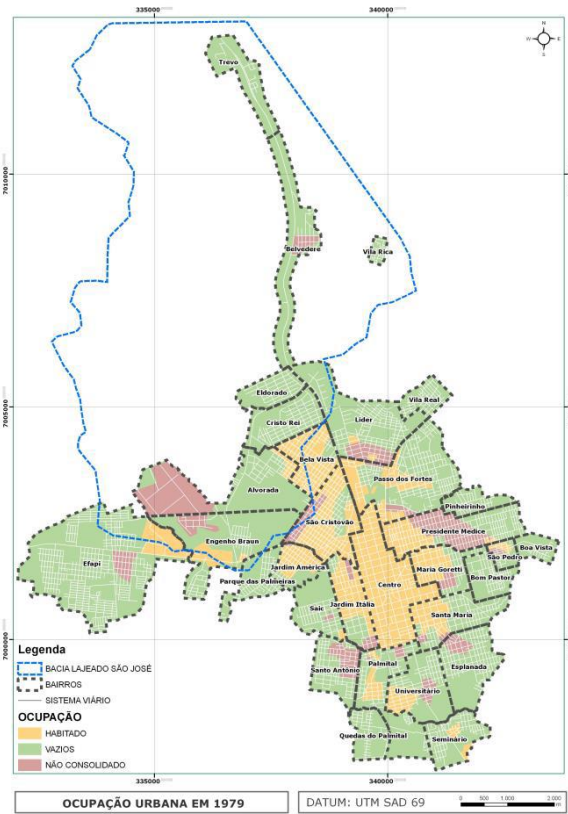 335000
340000
N
W
E
S
Trevo
7010000
Belvedere
Vila Rica
7005000
Eldorado
Vila Real
Cristo Rei
Lider
Bela Vista
Passo dos Fortes
Alvorada
Pinheirinho
São Cristovão
Presidente Medice
Engenho Braun
Boa Vista
Efapi
São Pedro
Jardim América
Maria Goretti
Parque das Palmeiras
Centro
Bom Pastor
Saic
Jardim Itália
Santa Maria
7000000
Legenda
BACIA LAJEADO SÃO JOSÉ
BAIRROS
SISTEMA VIÁRIO
OCUPAÇÃO
HABITADO
VAZIOS
NÃO CONSOLIDADO
Santo Antônio
Palmital
Esplanada
Universitário
Quedas do Palmital
Seminário
335000
340000
OCUPAÇÃO URBANA EM 1979
DATUM: UTM SAD 69
0 500 1.000 2.000